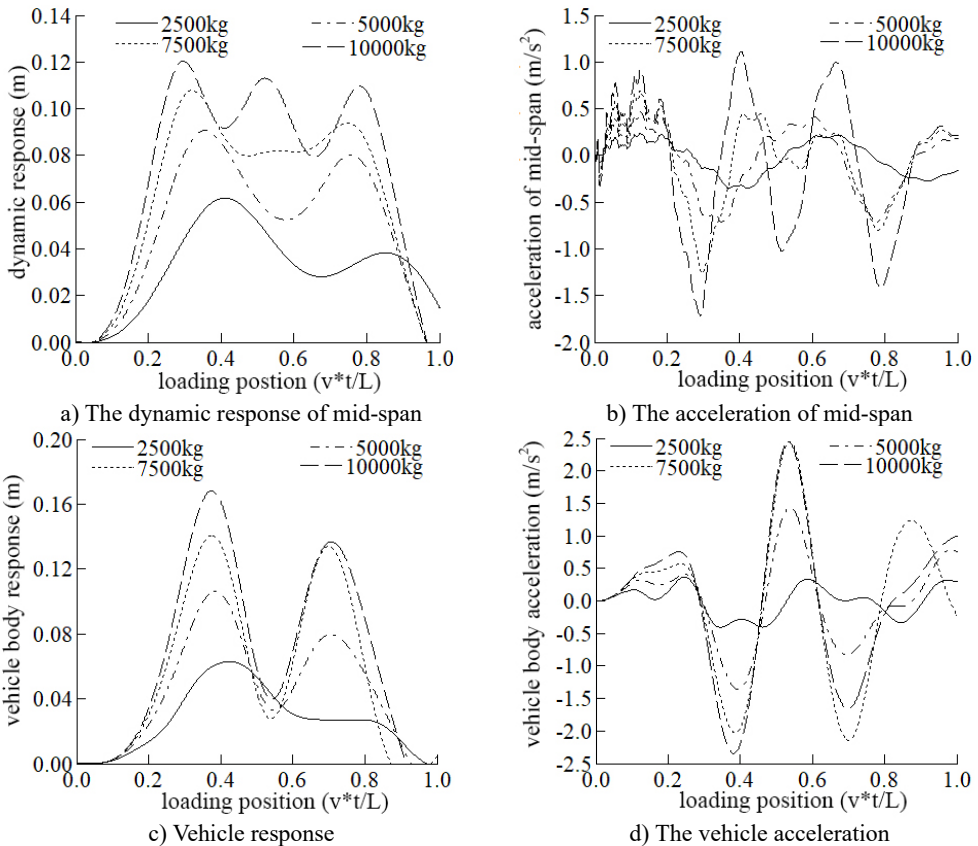 0.14
0.12
0.10
0.08
0.06
0.04
0.02
0.00
dynamic response (m)
2500kg
5000kg
7500kg
10000kg
0.0 0.2 0.4 0.6 0.8 1.0
loading postion (v*t/L)
a) The dynamic response of mid-span
1.5
1.0
0.5
0.0
-0.5
-1.0
-1.5
-2.0
acceleration of mid-span (m/s²)
2500kg
5000kg
7500kg
10000kg
0.0 0.2 0.4 0.6 0.8 1.0
loading position (v*t/L)
b) The acceleration of mid-span
0.20
0.16
0.12
0.08
0.04
0.00
vehicle body response (m)
2500kg
5000kg
7500kg
10000kg
0.0 0.2 0.4 0.6 0.8 1.0
loading position (v*t/L)
c) Vehicle response
2.5
2.0
1.5
1.0
0.5
0.0
-0.5
-1.0
-1.5
-2.0
-2.5
vehicle body acceleration (m/s²)
2500kg
5000kg
7500kg
10000kg
0.0 0.2 0.4 0.6 0.8 1.0
loading position (v*t/L)
d) The vehicle acceleration